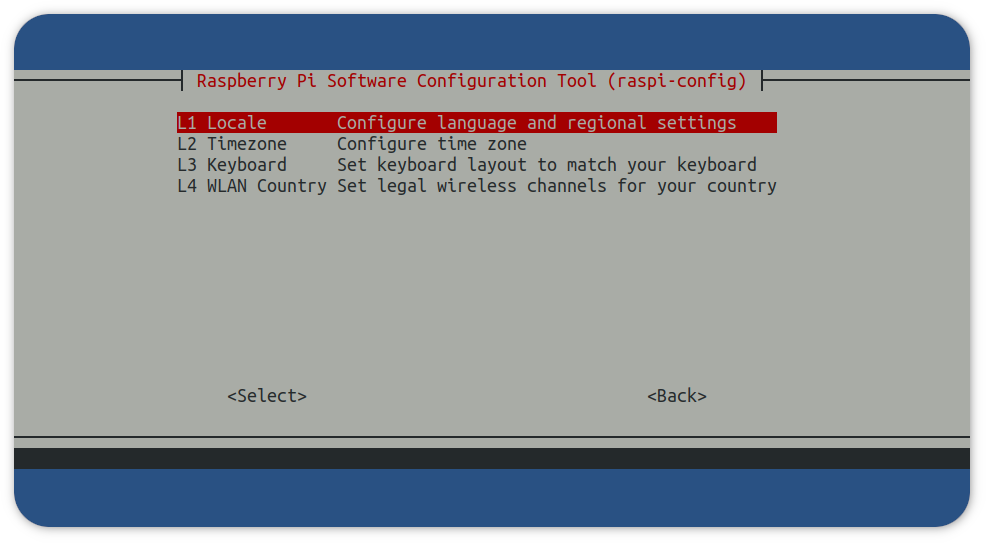 Raspberry Pi Software Configuration Tool (raspi-config)
L1 Locale Configure language and regional settings
L2 Timezone Configure time zone
L3 Keyboard Set keyboard layout to match your keyboard
L4 WLAN Country Set legal wireless channels for your country
<Select> <Back>